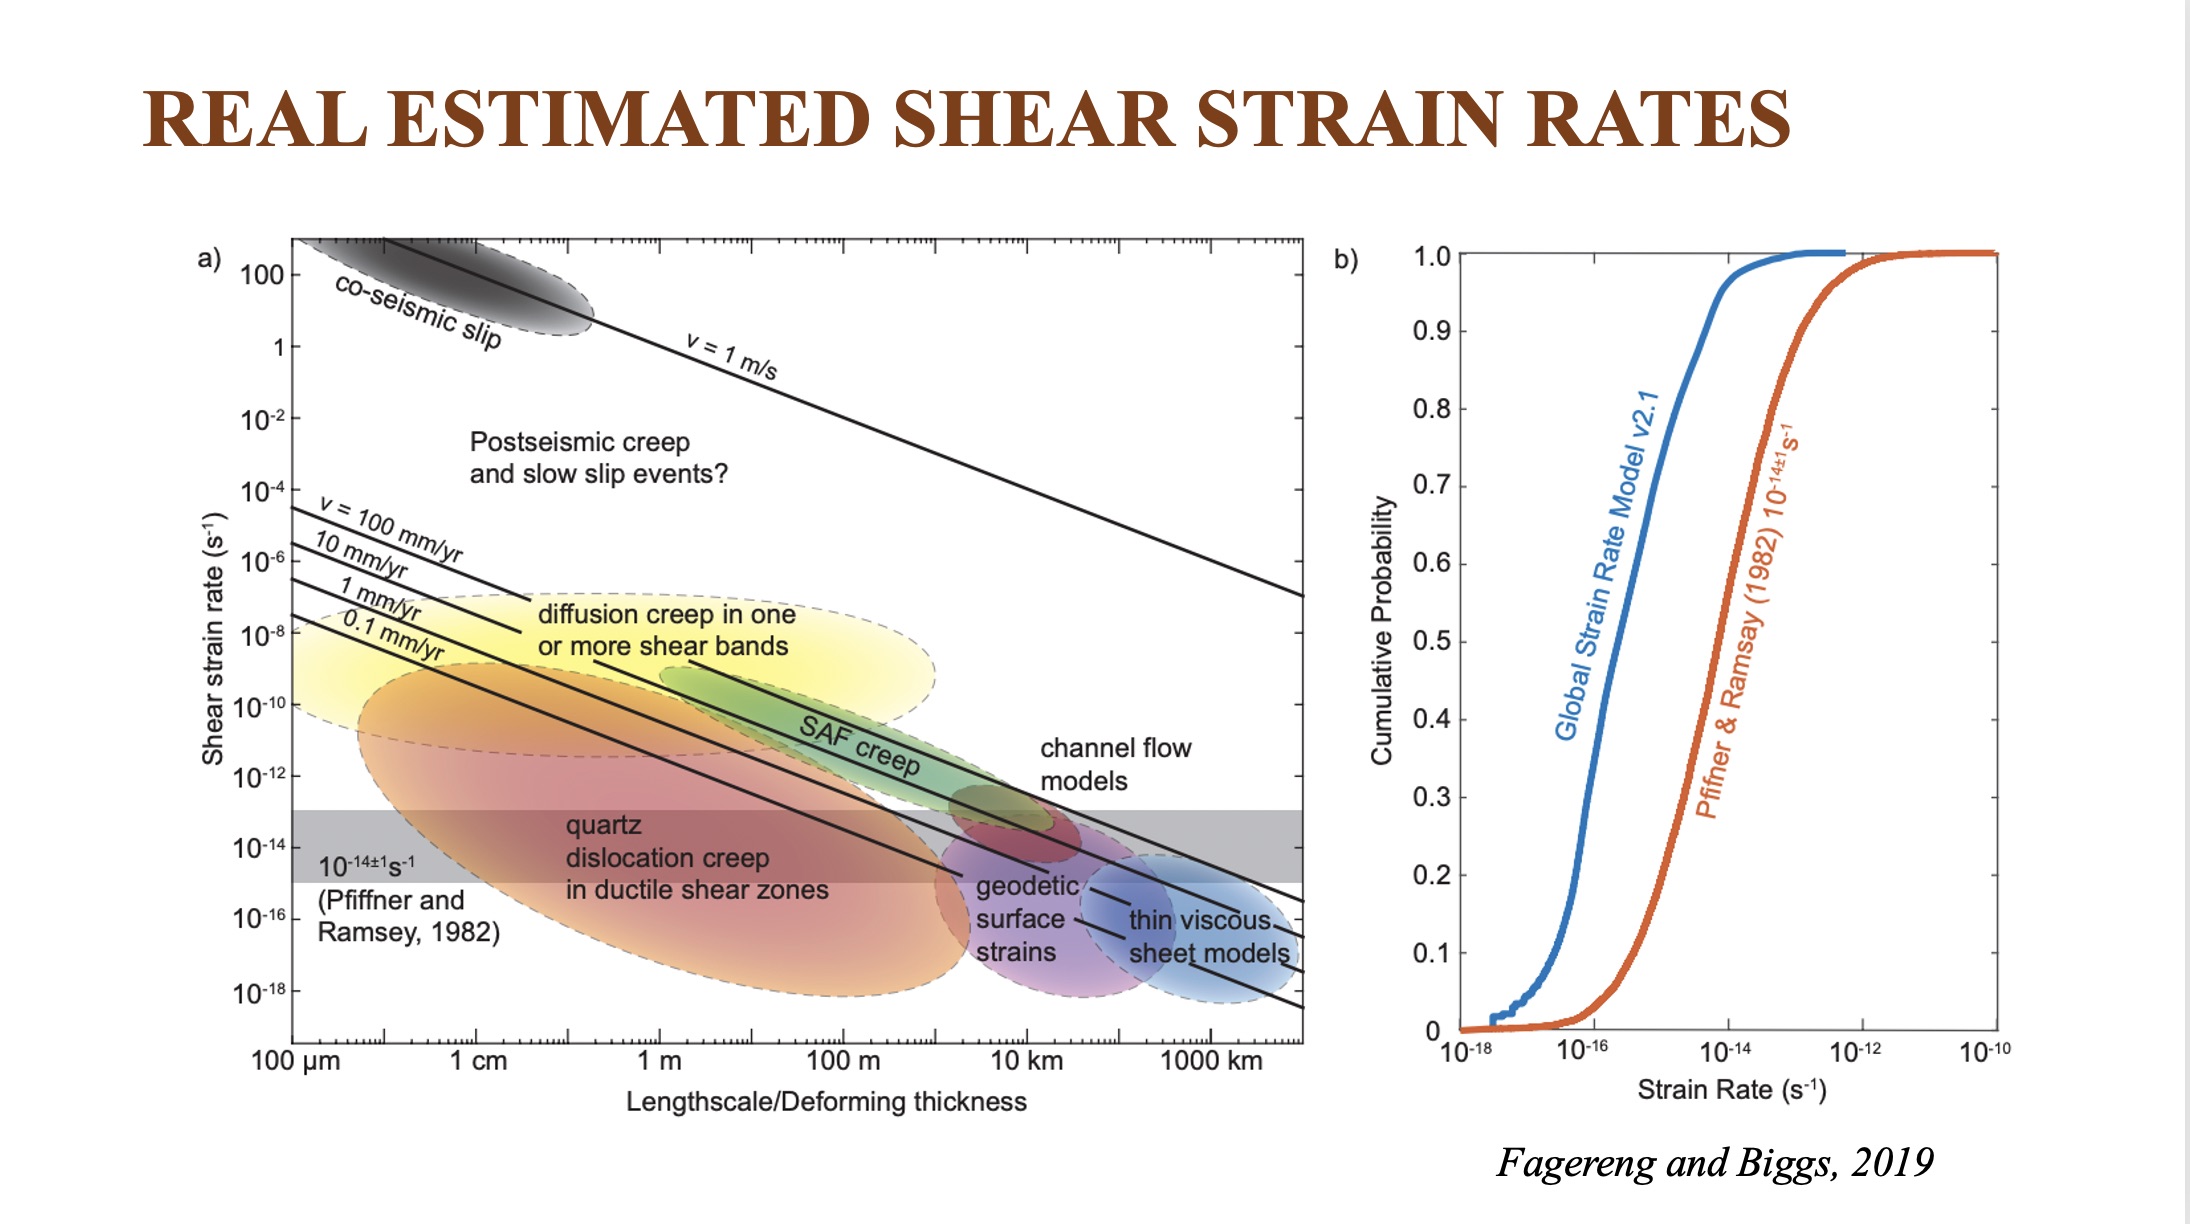 REAL ESTIMATED SHEAR STRAIN RATES
a)
Shear strain rate (s⁻¹)
100
1
10⁻²
10⁻⁴
10⁻⁶
10⁻⁸
10⁻¹⁰
10⁻¹²
10⁻¹⁴
10⁻¹⁶
10⁻¹⁸
co-seismic slip
v = 1 m/s
Postseismic creep
and slow slip events?
v = 100 mm/yr
10 mm/yr
1 mm/yr
0.1 mm/yr
diffusion creep in one
or more shear bands
SAF creep
channel flow
models
quartz
dislocation creep
in ductile shear zones
10⁻¹⁴±¹s⁻¹
(Pfiffner and
Ramsey, 1982)
geodetic
surface
strains
thin viscous
sheet models
100 µm
1 cm
1 m
100 m
10 km
1000 km
Lengthscale/Deforming thickness
b)
Cumulative Probability
1.0
0.9
0.8
0.7
0.6
0.5
0.4
0.3
0.2
0.1
0
Global Strain Rate Model v2.1
Pfiffner & Ramsay (1982) 10⁻¹⁴±¹s⁻¹
10⁻¹⁸
10⁻¹⁶
10⁻¹⁴
10⁻¹²
10⁻¹⁰
Strain Rate (s⁻¹)
Fagereng and Biggs, 2019